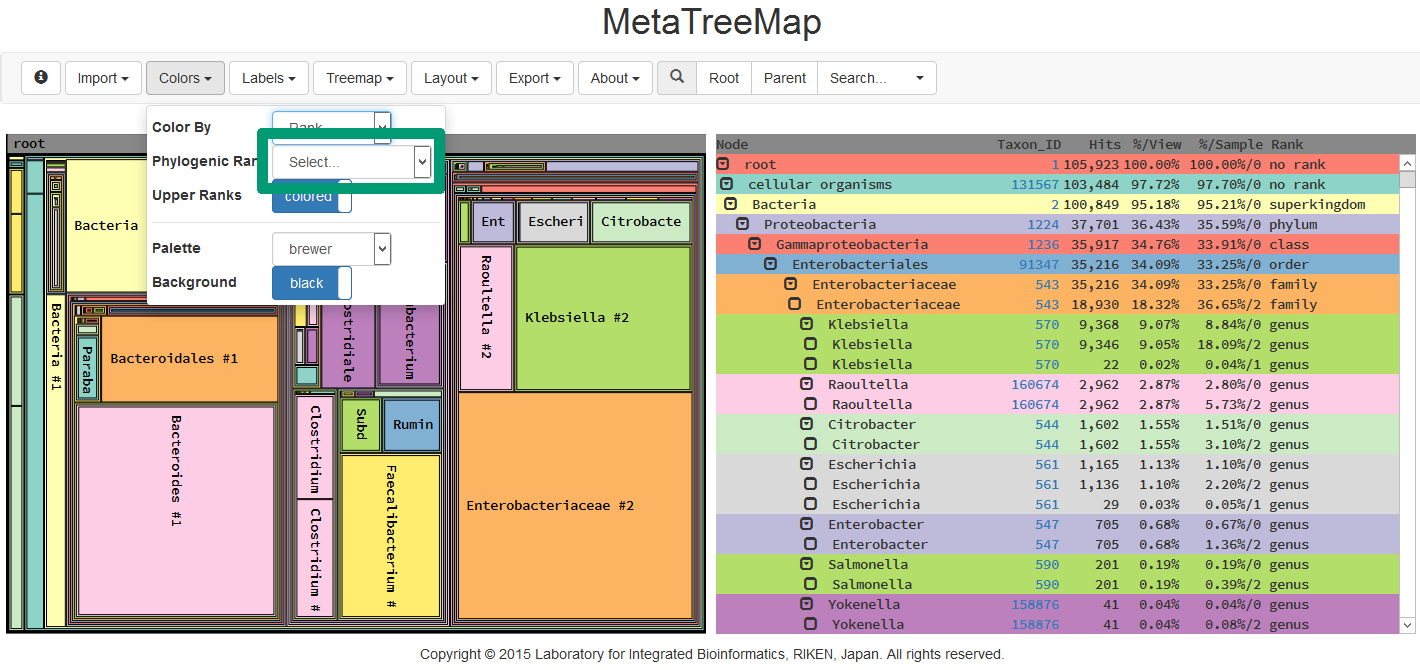 MetaTreeMap
Import Colors Labels Treemap Layout Export About Root Parent Search...
Color By Rank
Phylogenic Ran Select...
Upper Ranks colored
Palette brewer
Background black
root
Bacteria
Bacteria #1
Paraba
Bacteroidales #1
Bacteroides #1
ostridiale
bacterium
Clostridium
Clostridium #
Subd
Rumin
Faecalibacterium #
Ent
Escheri
Citrobacte
Raoultella #2
Klebsiella #2
Enterobacteriaceae #2
Node Taxon_ID Hits %/View %/Sample Rank
root 1 105,923 100.00% 100.00%/0 no rank
cellular organisms 131567 103,484 97.72% 97.70%/0 no rank
Bacteria 2 100,849 95.18% 95.21%/0 superkingdom
Proteobacteria 1224 37,701 36.43% 35.59%/0 phylum
Gammaproteobacteria 1236 35,917 34.76% 33.91%/0 class
Enterobacteriales 91347 35,216 34.09% 33.25%/0 order
Enterobacteriaceae 543 35,216 34.09% 33.25%/0 family
Enterobacteriaceae 543 18,930 18.32% 36.65%/2 family
Klebsiella 570 9,368 9.07% 8.84%/0 genus
Klebsiella 570 9,346 9.05% 18.09%/2 genus
Klebsiella 570 22 0.02% 0.04%/1 genus
Raoultella 160674 2,962 2.87% 2.80%/0 genus
Raoultella 160674 2,962 2.87% 5.73%/2 genus
Citrobacter 544 1,602 1.55% 1.51%/0 genus
Citrobacter 544 1,602 1.55% 3.10%/2 genus
Escherichia 561 1,165 1.13% 1.10%/0 genus
Escherichia 561 1,136 1.10% 2.20%/2 genus
Escherichia 561 29 0.03% 0.05%/1 genus
Enterobacter 547 705 0.68% 0.67%/0 genus
Enterobacter 547 705 0.68% 1.36%/2 genus
Salmonella 590 201 0.19% 0.19%/0 genus
Salmonella 590 201 0.19% 0.39%/2 genus
Yokenella 158876 41 0.04% 0.04%/0 genus
Yokenella 158876 41 0.04% 0.08%/2 genus
Copyright © 2015 Laboratory for Integrated Bioinformatics, RIKEN, Japan. All rights reserved.